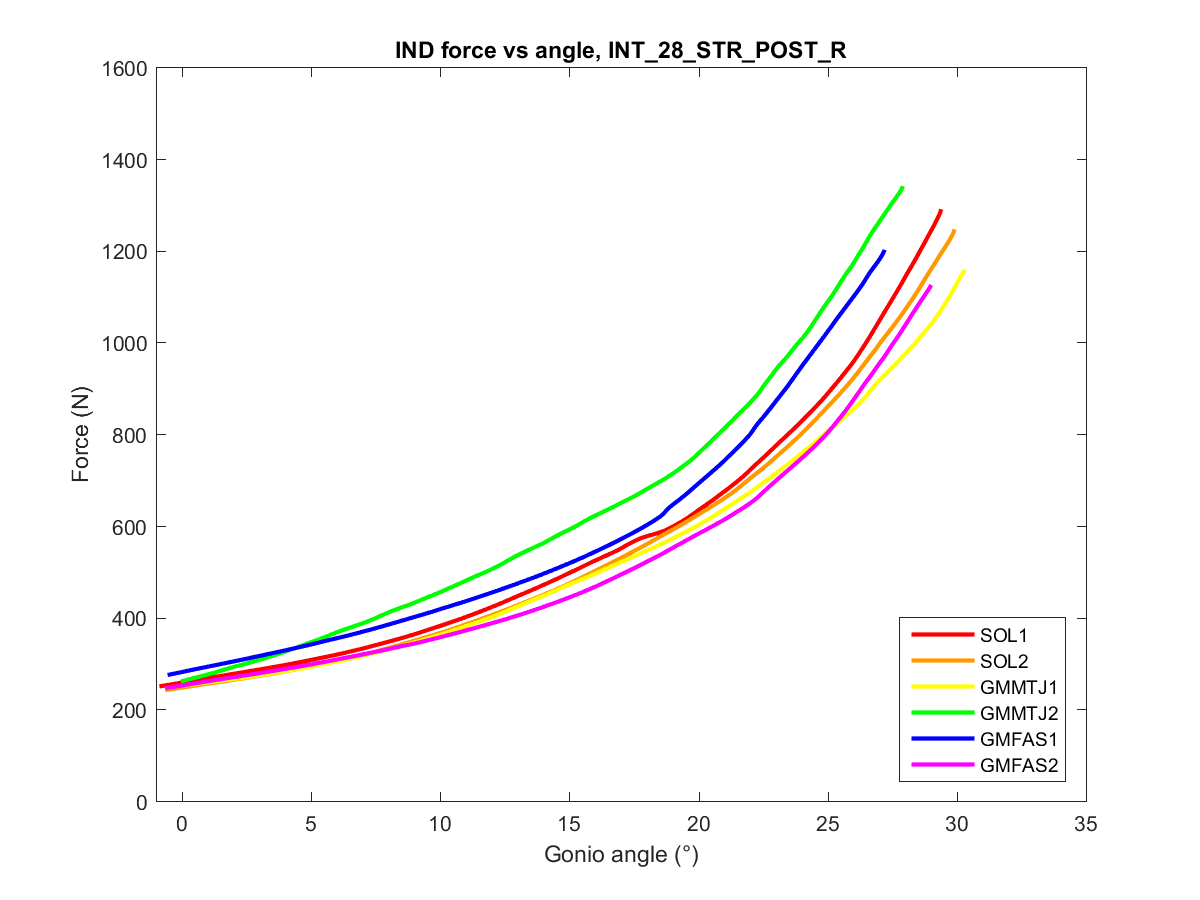 IND force vs angle, INT_28_STR_POST_R
1600
1400
1200
1000
800
600
400
200
0
Force (N)
0 5 10 15 20 25 30 35
Gonio angle (°)
SOL1
SOL2
GMMTJ1
GMMTJ2
GMFAS1
GMFAS2